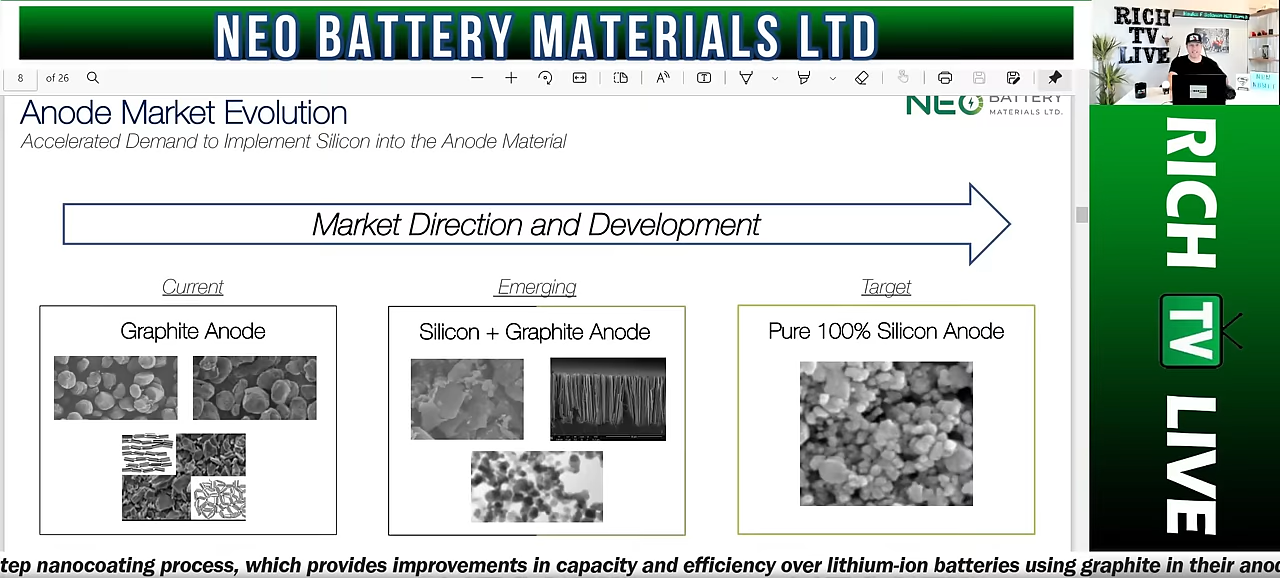 NEO BATTERY MATERIALS LTD
8 of 26
Anode Market Evolution
Accelerated Demand to Implement Silicon into the Anode Material
NEO BATTERY
MATERIALS LTD.
Market Direction and Development
Current
Emerging
Target
Graphite Anode
Silicon + Graphite Anode
Pure 100% Silicon Anode
RICH
TV
LIVE
RICH TV LIVE
tep nanocoating process, which provides improvements in capacity and efficiency over lithium-ion batteries using graphite in their anod